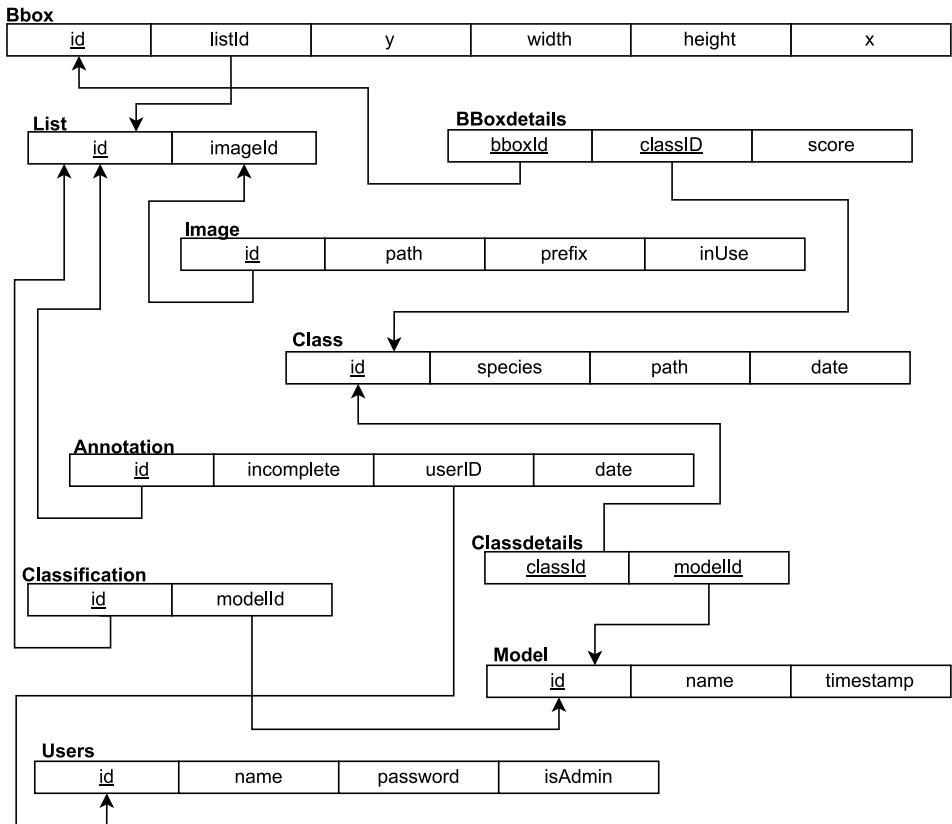 Bbox
id listId y width height x
List
id imageId
BBoxdetails
bboxId classID score
Image
id path prefix inUse
Class
id species path date
Annotation
id incomplete userID date
Classdetails
classId modelId
Classification
id modelId
Model
id name timestamp
Users
id name password isAdmin